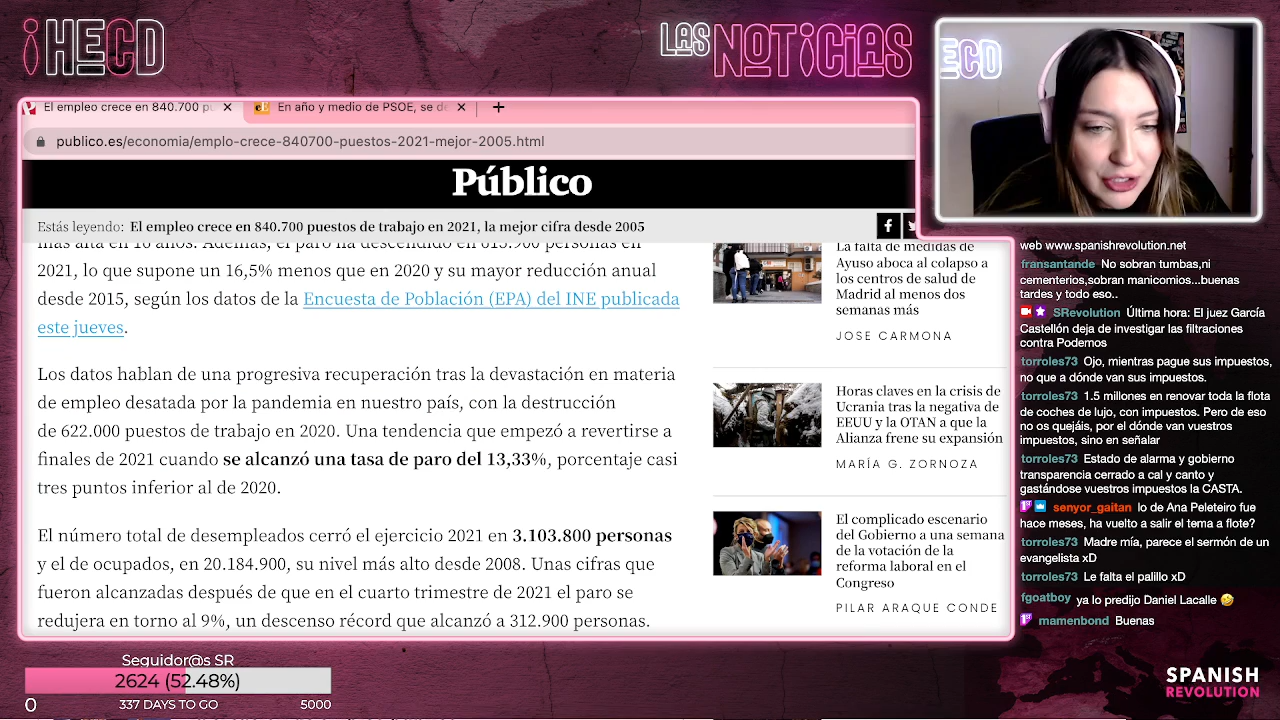 ¡HECD
LAS NOTICIAS
ECD
El empleo crece en 840.700 pu
En año y medio de PSOE, se de
publico.es/economia/emplo-crece-840700-puestos-2021-mejor-2005.html
Público
Estás leyendo: El empleo crece en 840.700 puestos de trabajo en 2021, la mejor cifra desde 2005
más alta en 16 años. Además, el paro ha descendido en 615.900 personas en
2021, lo que supone un 16,5% menos que en 2020 y su mayor reducción anual
desde 2015, según los datos de la Encuesta de Población (EPA) del INE publicada
este jueves.
Los datos hablan de una progresiva recuperación tras la devastación en materia
de empleo desatada por la pandemia en nuestro país, con la destrucción
de 622.000 puestos de trabajo en 2020. Una tendencia que empezó a revertirse a
finales de 2021 cuando se alcanzó una tasa de paro del 13,33%, porcentaje casi
tres puntos inferior al de 2020.
El número total de desempleados cerró el ejercicio 2021 en 3.103.800 personas
y el de ocupados, en 20.184.900, su nivel más alto desde 2008. Unas cifras que
fueron alcanzadas después de que en el cuarto trimestre de 2021 el paro se
redujera en torno al 9%, un descenso récord que alcanzó a 312.900 personas.
La falta de medidas de
Ayuso aboca al colapso a
los centros de salud de
Madrid al menos dos
semanas más
JOSE CARMONA
Horas claves en la crisis de
Ucrania tras la negativa de
EEUU y la OTAN a que la
Alianza frene su expansión
MARÍA G. ZORNOZA
El complicado escenario
del Gobierno a una semana
de la votación de la
reforma laboral en el
Congreso
PILAR ARAQUE CONDE
web www.spanishrevolution.net
fransantande No sobran tumbas,ni
cementerios,sobran manicomios...buenas
tardes y todo eso..
SRevolution Última hora: El juez García
Castellón deja de investigar las filtraciones
contra Podemos
torroles73 Ojo, mientras pague sus impuestos,
no que a dónde van sus impuestos.
torroles73 1.5 millones en renovar toda la flota
de coches de lujo, con impuestos. Pero de eso
no os quejáis, por el dónde van vuestros
impuestos, sino en señalar
torroles73 Estado de alarma y gobierno
transparencia cerrado a cal y canto y
gastándose vuestros impuestos la CASTA.
senyor_gaitan lo de Ana Peleteiro fue
hace meses, ha vuelto a salir el tema a flote?
torroles73 Madre mía, parece el sermón de un
evangelista xD
torroles73 Le falta el palillo xD
fgoatboy ya lo predijo Daniel Lacalle 🤣
mamenbond Buenas
Seguidor@s SR
2624 (52.48%)
0
337 DAYS TO GO
5000
SPANISH
REVOLUTION